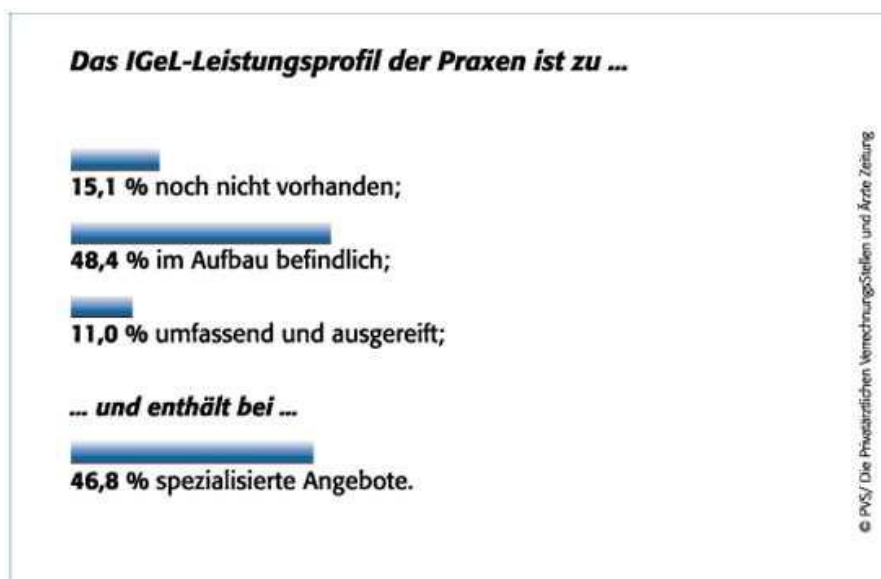 Das IGeL-Leistungsprofil der Praxen ist zu ...
15,1 % noch nicht vorhanden;
48,4 % im Aufbau befindlich;
11,0 % umfassend und ausgereift;
... und enthält bei ...
46,8 % spezialisierte Angebote.
© PVS/ Die Privatärztlichen VerrechnungsStellen und Ärzte Zeitung